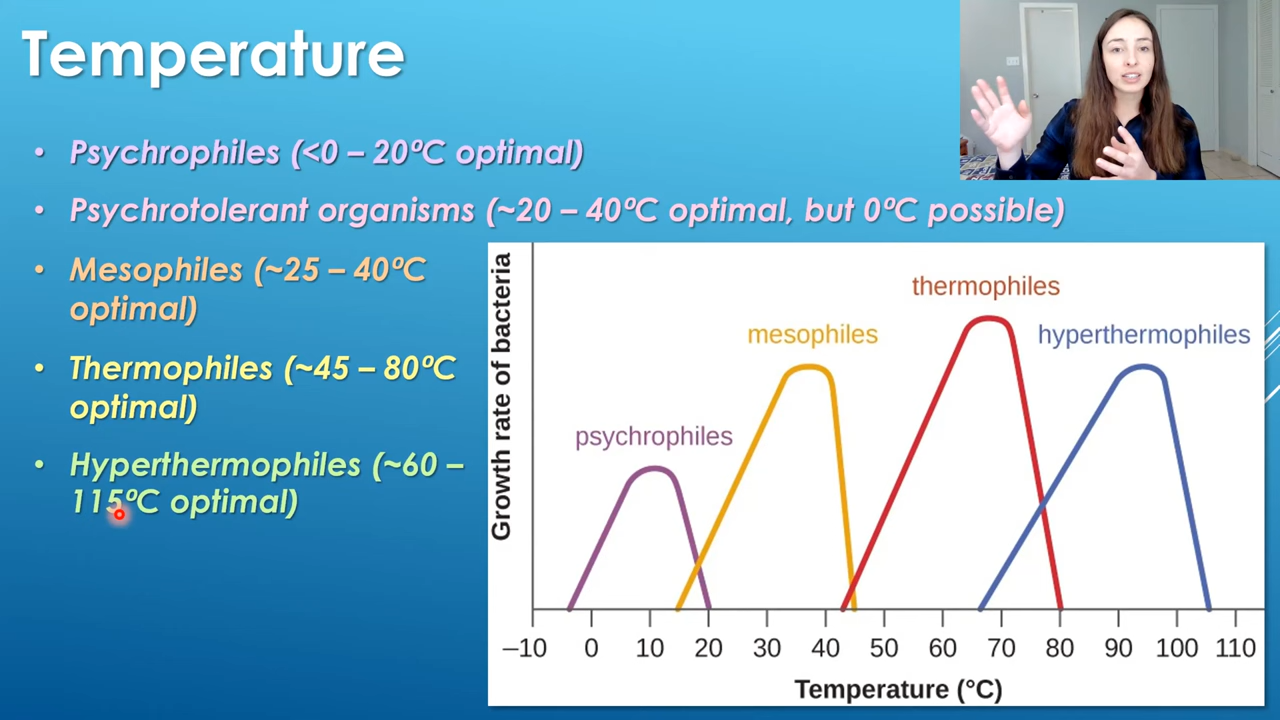 Temperature
• Psychrophiles (<0 – 20ºC optimal)
• Psychrotolerant organisms (~20 – 40ºC optimal, but 0ºC possible)
• Mesophiles (~25 – 40ºC
optimal)
• Thermophiles (~45 – 80ºC
optimal)
• Hyperthermophiles (~60 –
115ºC optimal)
Growth rate of bacteria
thermophiles
mesophiles
hyperthermophiles
psychrophiles
–10 0 10 20 30 40 50 60 70 80 90 100 110
Temperature (°C)